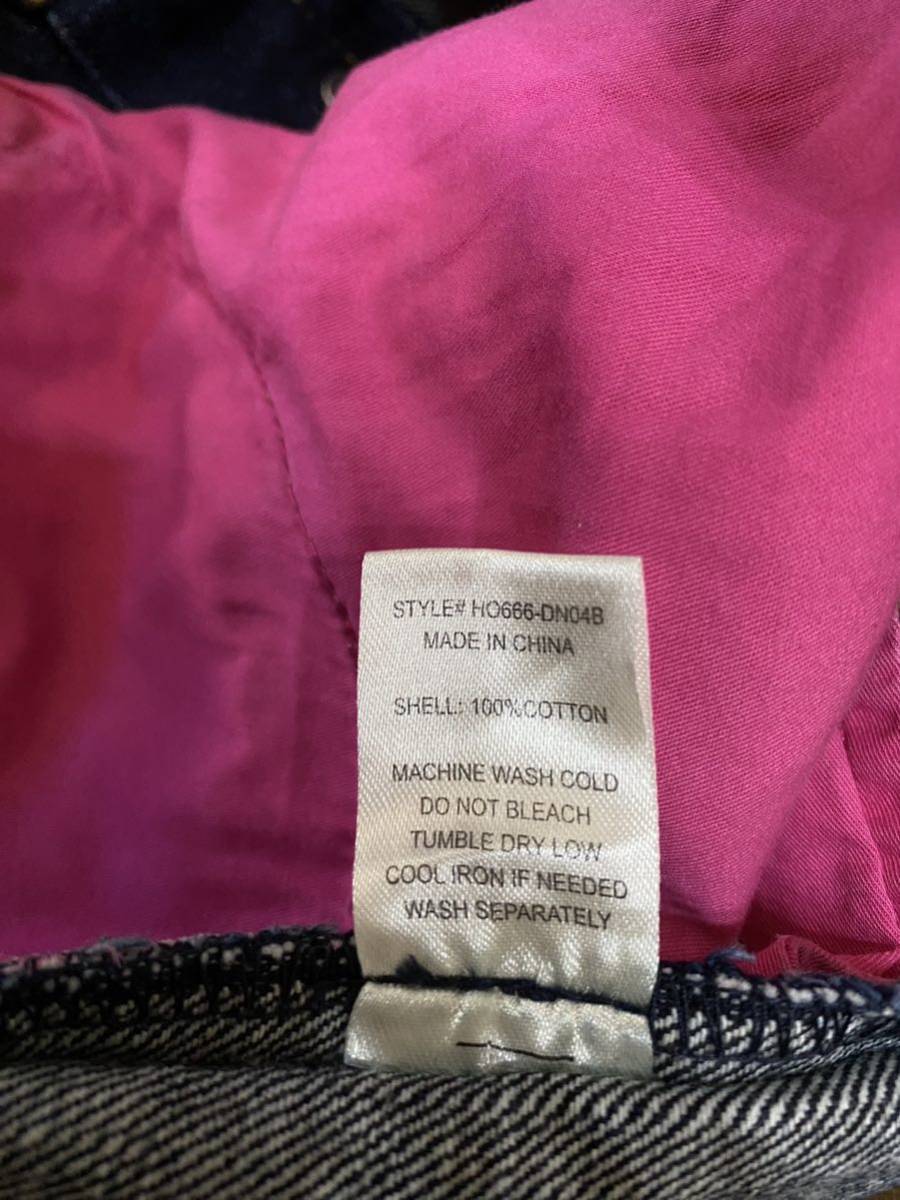 STYLE# HO666-DN04B
MADE IN CHINA
SHELL: 100%COTTON
MACHINE WASH COLD
DO NOT BLEACH
TUMBLE DRY LOW
COOL IRON IF NEEDED
WASH SEPARATELY